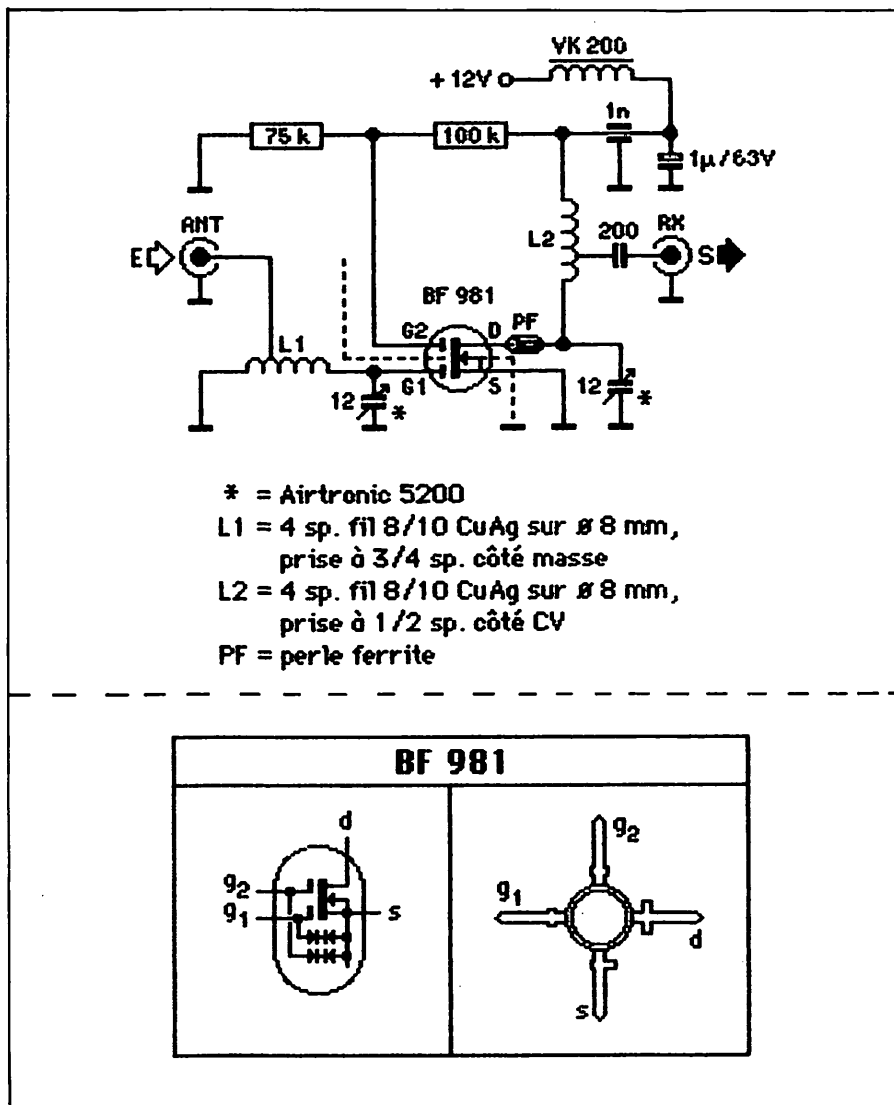 VK 200
+ 12V
1n
75 k
100 k
1µ/63V
ANT
L2
200
RX
E
S
BF 981
G2
D
PF
L1
12
*
G1
S
12
*
* = Airtronic 5200
L1 = 4 sp. fil 8/10 CuAg sur ø 8 mm,
prise à 3/4 sp. côté masse
L2 = 4 sp. fil 8/10 CuAg sur ø 8 mm,
prise à 1/2 sp. côté CV
PF = perle ferrite
BF 981
d
g2
g1
s
g2
g1
d
s